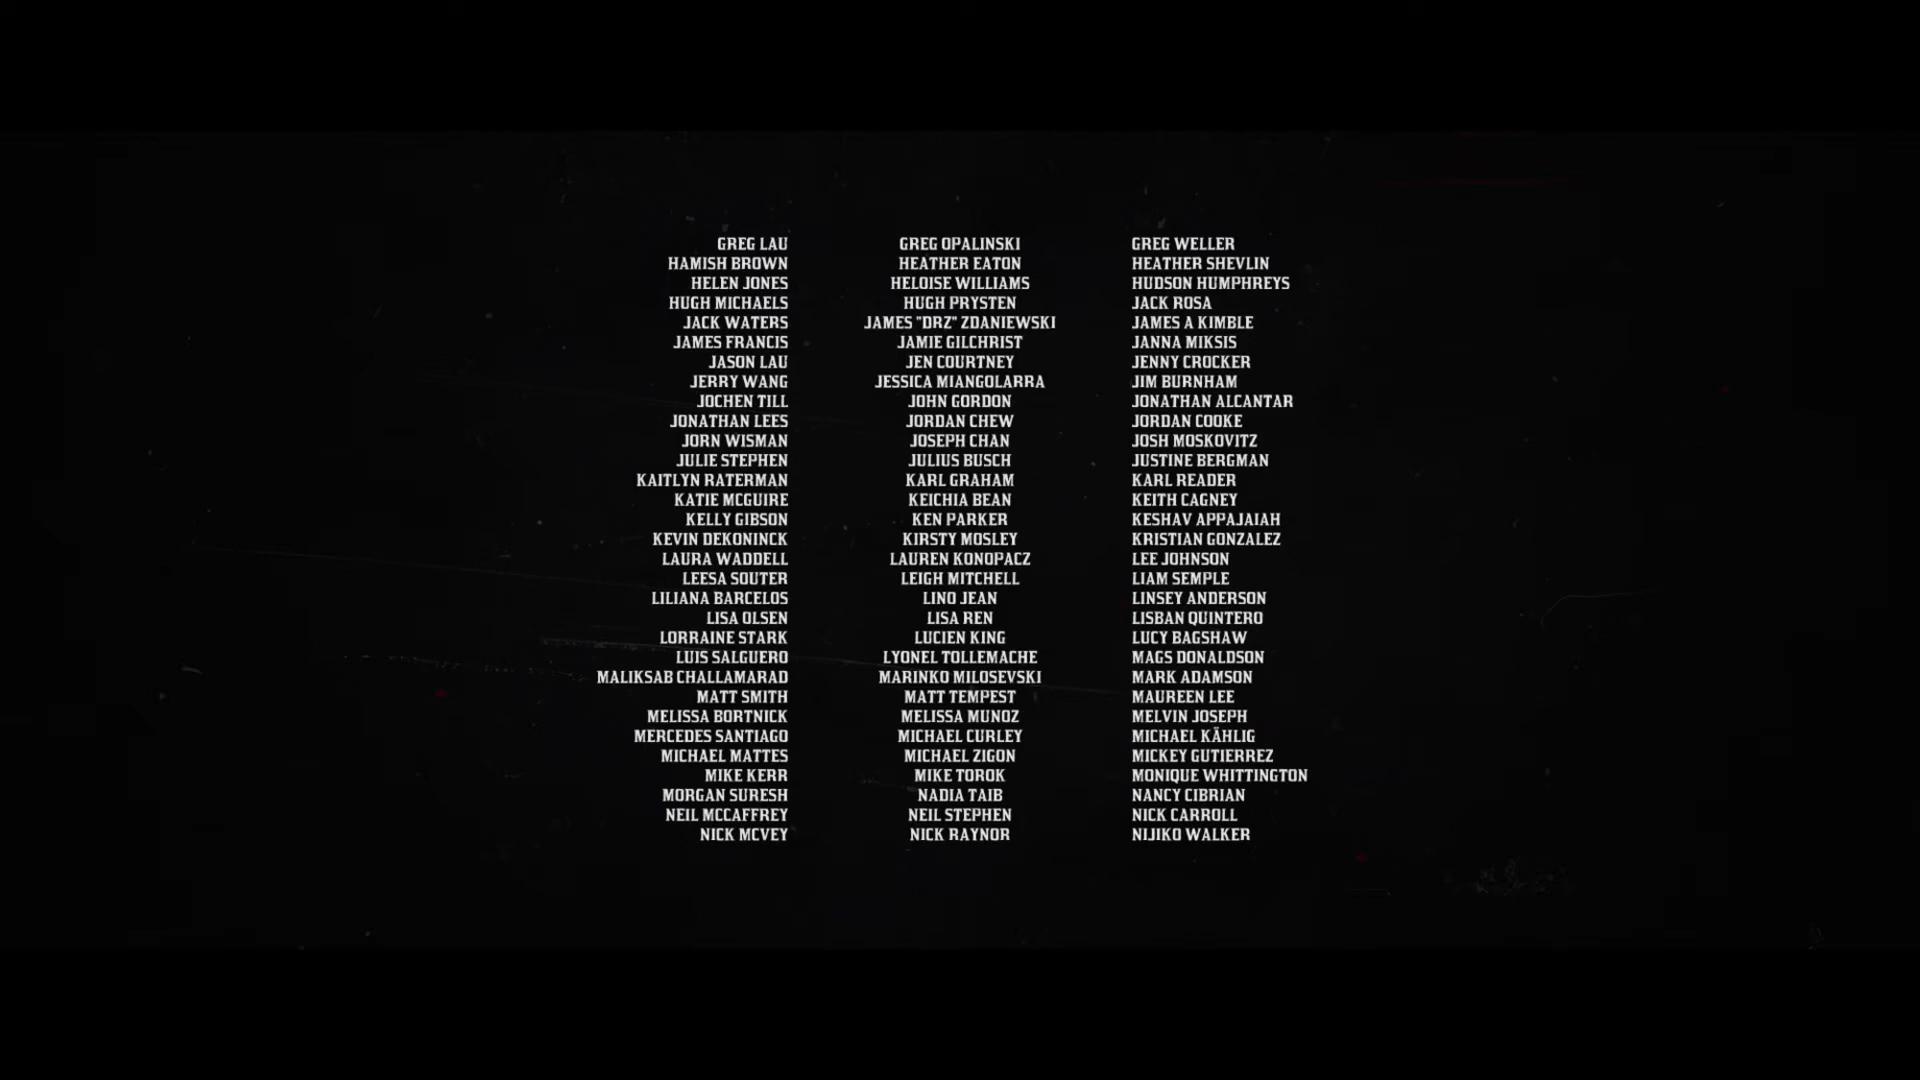 GREG LAU GREG OPALINSKI GREG WELLER
HAMISH BROWN HEATHER EATON HEATHER SHEVLIN
HELEN JONES HELOISE WILLIAMS HUDSON HUMPHREYS
HUGH MICHAELS HUGH PRYSTEN JACK ROSA
JACK WATERS JAMES "DRZ" ZDANIEWSKI JAMES A KIMBLE
JAMES FRANCIS JAMIE GILCHRIST JANNA MIKSIS
JASON LAU JEN COURTNEY JENNY CROCKER
JERRY WANG JESSICA MIANGOLARRA JIM BURNHAM
JOCHEN TILL JOHN GORDON JONATHAN ALCANTAR
JONATHAN LEES JORDAN CHEW JORDAN COOKE
JORN WISMAN JOSEPH CHAN JOSH MOSKOVITZ
JULIE STEPHEN JULIUS BUSCH JUSTINE BERGMAN
KAITLYN RATERMAN KARL GRAHAM KARL READER
KATIE MCGUIRE KEICHIA BEAN KEITH CAGNEY
KELLY GIBSON KEN PARKER KESHAV APPAJAIAH
KEVIN DEKONINCK KIRSTY MOSLEY KRISTIAN GONZALEZ
LAURA WADDELL LAUREN KONOPACZ LEE JOHNSON
LEESA SOUTER LEIGH MITCHELL LIAM SEMPLE
LILIANA BARCELOS LINO JEAN LINSEY ANDERSON
LISA OLSEN LISA REN LISBAN QUINTERO
LORRAINE STARK LUCIEN KING LUCY BAGSHAW
LUIS SALGUERO LYONEL TOLLEMACHE MAGS DONALDSON
MALIKSAB CHALLAMARAD MARINKO MILOSEVSKI MARK ADAMSON
MATT SMITH MATT TEMPEST MAUREEN LEE
MELISSA BORTNICK MELISSA MUNOZ MELVIN JOSEPH
MERCEDES SANTIAGO MICHAEL CURLEY MICHAEL KÄHLIG
MICHAEL MATTES MICHAEL ZIGON MICKEY GUTIERREZ
MIKE KERR MIKE TOROK MONIQUE WHITTINGTON
MORGAN SURESH NADIA TAIB NANCY CIBRIAN
NEIL MCCAFFREY NEIL STEPHEN NICK CARROLL
NICK MCVEY NICK RAYNOR NIJIKO WALKER